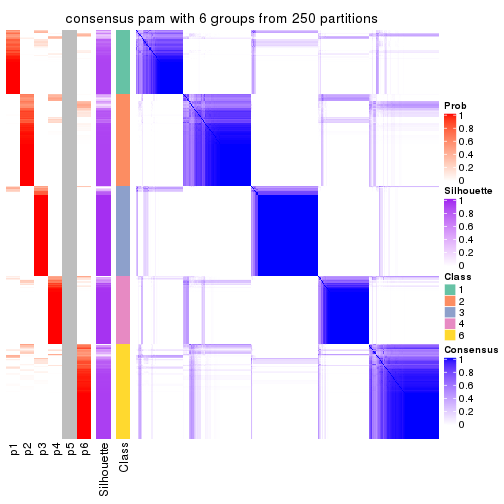 consensus pam with 6 groups from 250 partitions
Prob
1
0.8
0.6
0.4
0.2
0
Silhouette
1
0.8
0.6
0.4
0.2
0
Class
1
2
3
4
6
Consensus
1
0.8
0.6
0.4
0.2
0
p1
p2
p3
p4
p5
p6
Silhouette
Class